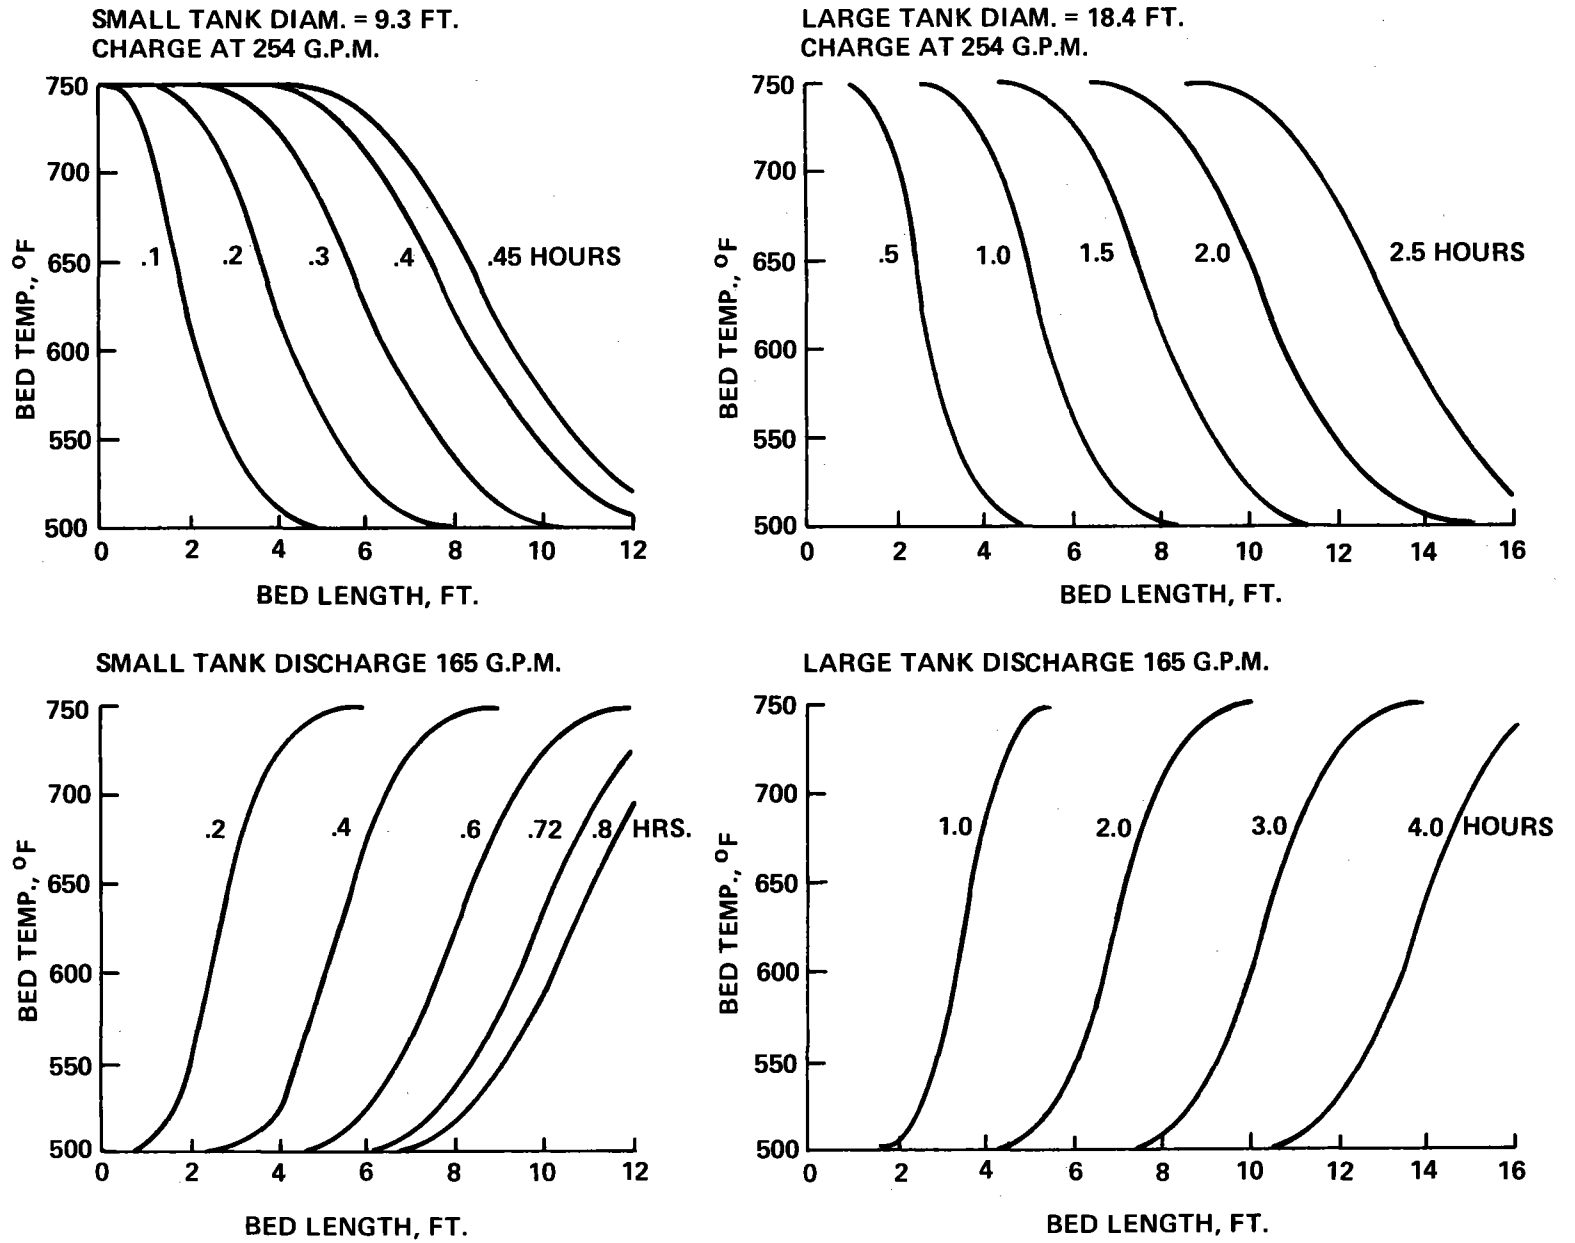 SMALL TANK DIAM. = 9.3 FT.
CHARGE AT 254 G.P.M.
750
700
650
600
550
500
BED TEMP., °F
.1
.2
.3
.4
.45 HOURS
0 2 4 6 8 10 12
BED LENGTH, FT.
LARGE TANK DIAM. = 18.4 FT.
CHARGE AT 254 G.P.M.
750
700
650
600
550
500
BED TEMP., °F
.5
1.0
1.5
2.0
2.5 HOURS
0 2 4 6 8 10 12 14 16
BED LENGTH, FT.
SMALL TANK DISCHARGE 165 G.P.M.
750
700
650
600
550
500
BED TEMP., °F
.2
.4
.6
.72
.8 HRS.
0 2 4 6 8 10 12
BED LENGTH, FT.
LARGE TANK DISCHARGE 165 G.P.M.
750
700
650
600
550
500
BED TEMP., °F
1.0
2.0
3.0
4.0 HOURS
0 2 4 6 8 10 12 14 16
BED LENGTH, FT.